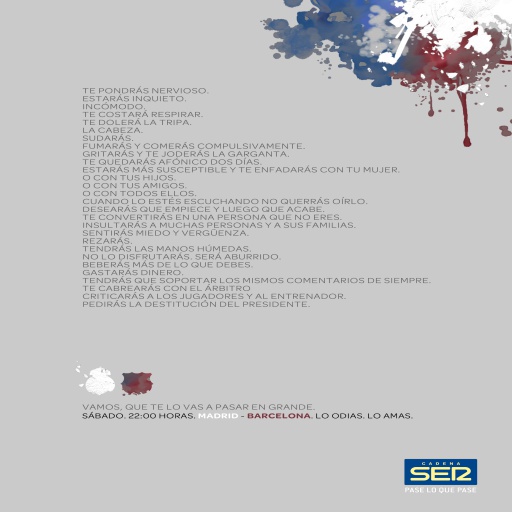 TE PONDRÁS NERVIOSO.
ESTARÁS INQUIETO.
INCÓMODO.
TE COSTARÁ RESPIRAR.
TE DOLERÁ LA TRIPA.
LA CABEZA.
SUDARÁS.
FUMARÁS Y COMERÁS COMPULSIVAMENTE.
GRITARÁS Y TE JODERÁS LA GARGANTA.
TE QUEDARÁS AFÓNICO DOS DÍAS.
ESTARÁS MÁS SUSCEPTIBLE Y TE ENFADARÁS CON TU MUJER.
O CON TUS HIJOS.
O CON TUS AMIGOS.
O CON TODOS ELLOS.
CUANDO LO ESTÉS ESCUCHANDO NO QUERRÁS OÍRLO.
DESEARÁS QUE EMPIECE Y LUEGO QUE ACABE.
TE CONVERTIRÁS EN UNA PERSONA QUE NO ERES.
INSULTARÁS A MUCHAS PERSONAS Y A SUS FAMILIAS.
SENTIRÁS MIEDO Y VERGÜENZA.
REZARÁS.
TENDRÁS LAS MANOS HÚMEDAS.
NO LO DISFRUTARÁS. SERÁ ABURRIDO.
BEBERÁS MÁS DE LO QUE DEBES.
GASTARÁS DINERO.
TENDRÁS QUE SOPORTAR LOS MISMOS COMENTARIOS DE SIEMPRE.
TE CABREARÁS CON EL ÁRBITRO
CRITICARÁS A LOS JUGADORES Y AL ENTRENADOR.
PEDIRÁS LA DESTITUCIÓN DEL PRESIDENTE.
VAMOS, QUE TE LO VAS A PASAR EN GRANDE.
SÁBADO. 22:00 HORAS. MADRID - BARCELONA. LO ODIAS. LO AMAS.
CADENA
SER
PASE LO QUE PASE